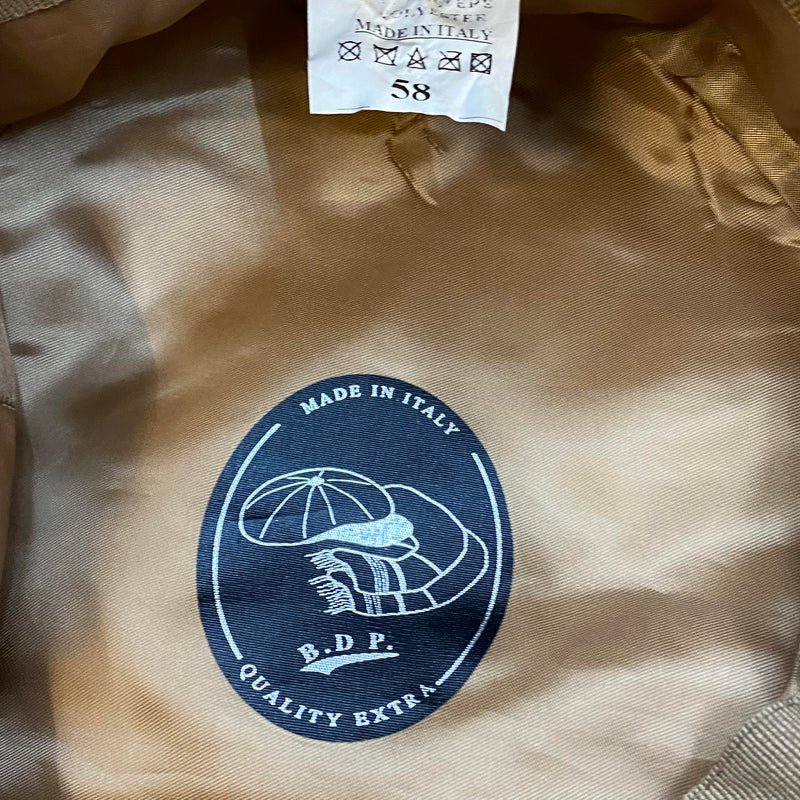 POLYESTER
MADE IN ITALY
58
MADE IN ITALY
B.D P.
QUALITY EXTRA